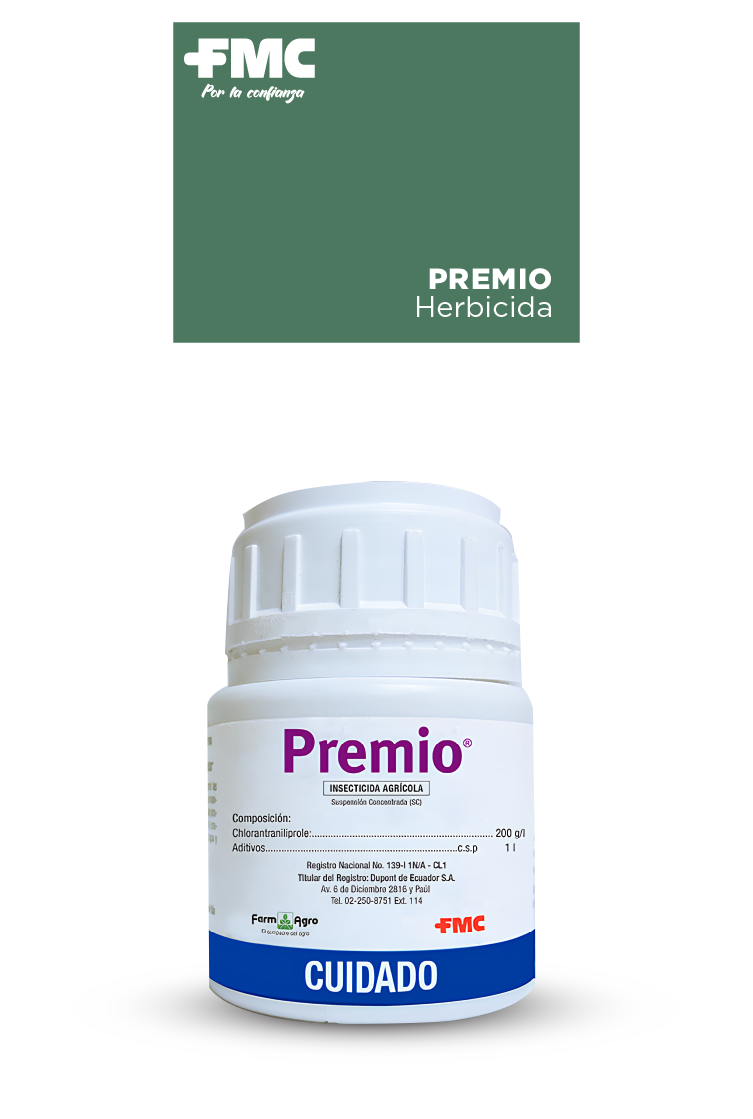 FMC
Por la confianza
PREMIO
Herbicida
Premio®
INSECTICIDA AGRÍCOLA
Suspensión Concentrada (SC)
Composición:
Chlorantraniliprole:................................................................ 200 g/l
Aditivos....................................................................c.s.p 1 l
Registro Nacional No. 139-I 1N/A - CL1
Titular del Registro: Dupont de Ecuador S.A.
Av. 6 de Diciembre 2816 y Paúl
Tel. 02-250-8751 Ext. 114
Farm Agro
El compadre del agro
FMC
CUIDADO